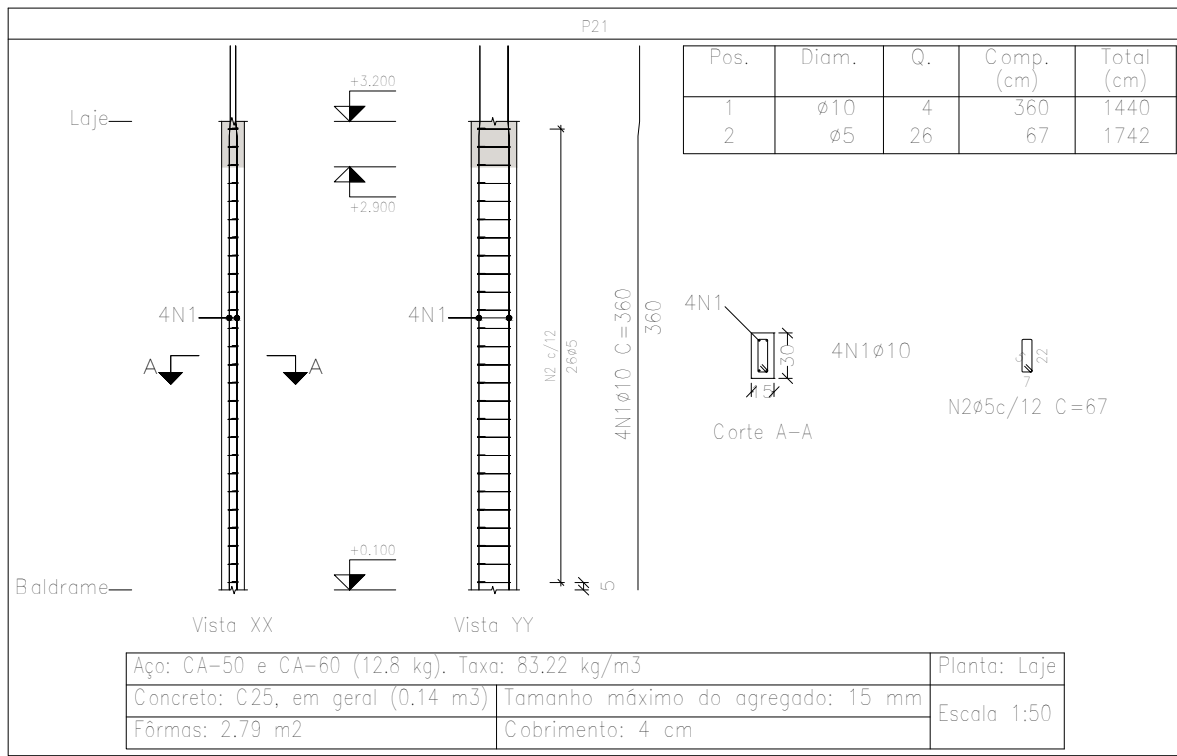 P21
Pos. Diam. Q. Comp. (cm) Total (cm)
1 ø10 4 360 1440
2 ø5 26 67 1742
Laje
+3.200
+2.900
4N1
4N1
A A
N2 c/12
26ø5
4N1ø10 C=360
360
4N1
30
15
4N1ø10
Corte A-A
22
7
N2ø5c/12 C=67
+0.100
Baldrame
5
Vista XX
Vista YY
Aço: CA-50 e CA-60 (12.8 kg). Taxa: 83.22 kg/m3
Planta: Laje
Concreto: C25, em geral (0.14 m3)
Tamanho máximo do agregado: 15 mm
Escala 1:50
Fôrmas: 2.79 m2
Cobrimento: 4 cm